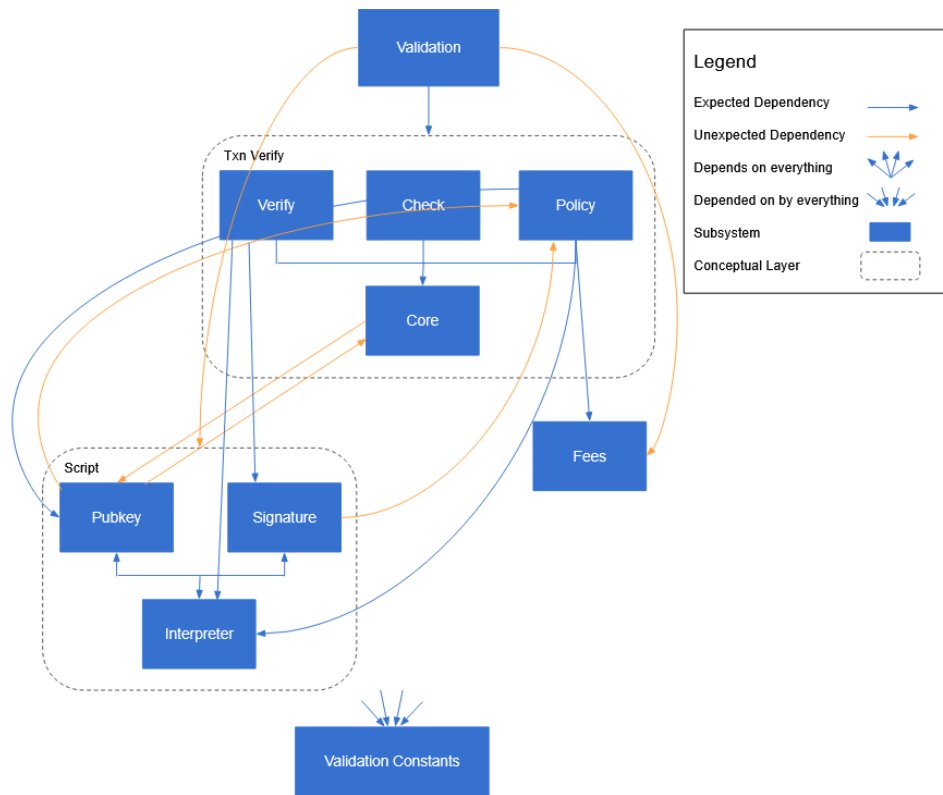 Validation
Legend
Expected Dependency
Unexpected Dependency
Depends on everything
Depended on by everything
Subsystem
Conceptual Layer
Txn Verify
Verify
Check
Policy
Core
Fees
Script
Pubkey
Signature
Interpreter
Validation Constants